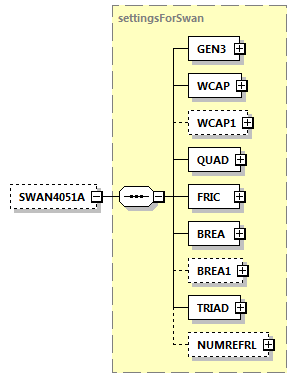 settingsForSwan
GEN3
WCAP
WCAP1
QUAD
SWAN4051A
FRIC
BREA
BREA1
TRIAD
NUMREFRL